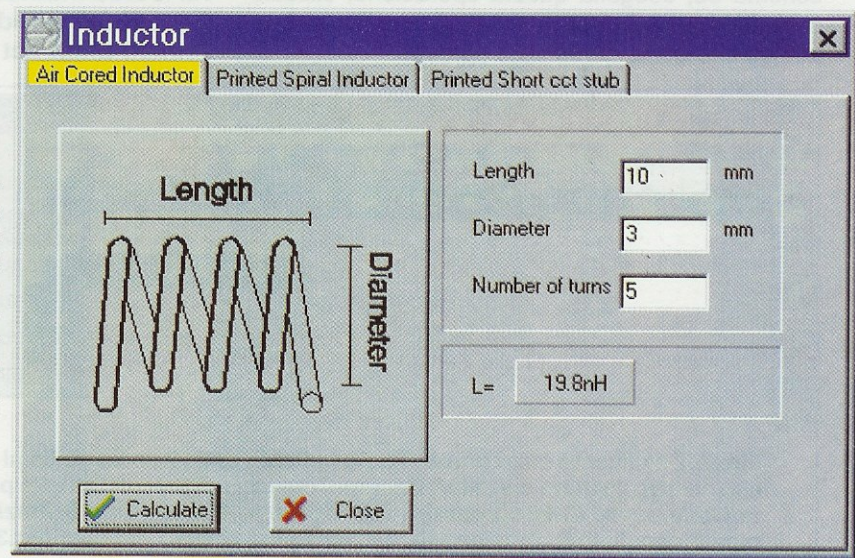 Inductor
Air Cored Inductor
Printed Spiral Inductor
Printed Short cct stub
Length
Diameter
Length 10 mm
Diameter 3 mm
Number of turns 5
L= 19.8nH
Calculate
Close